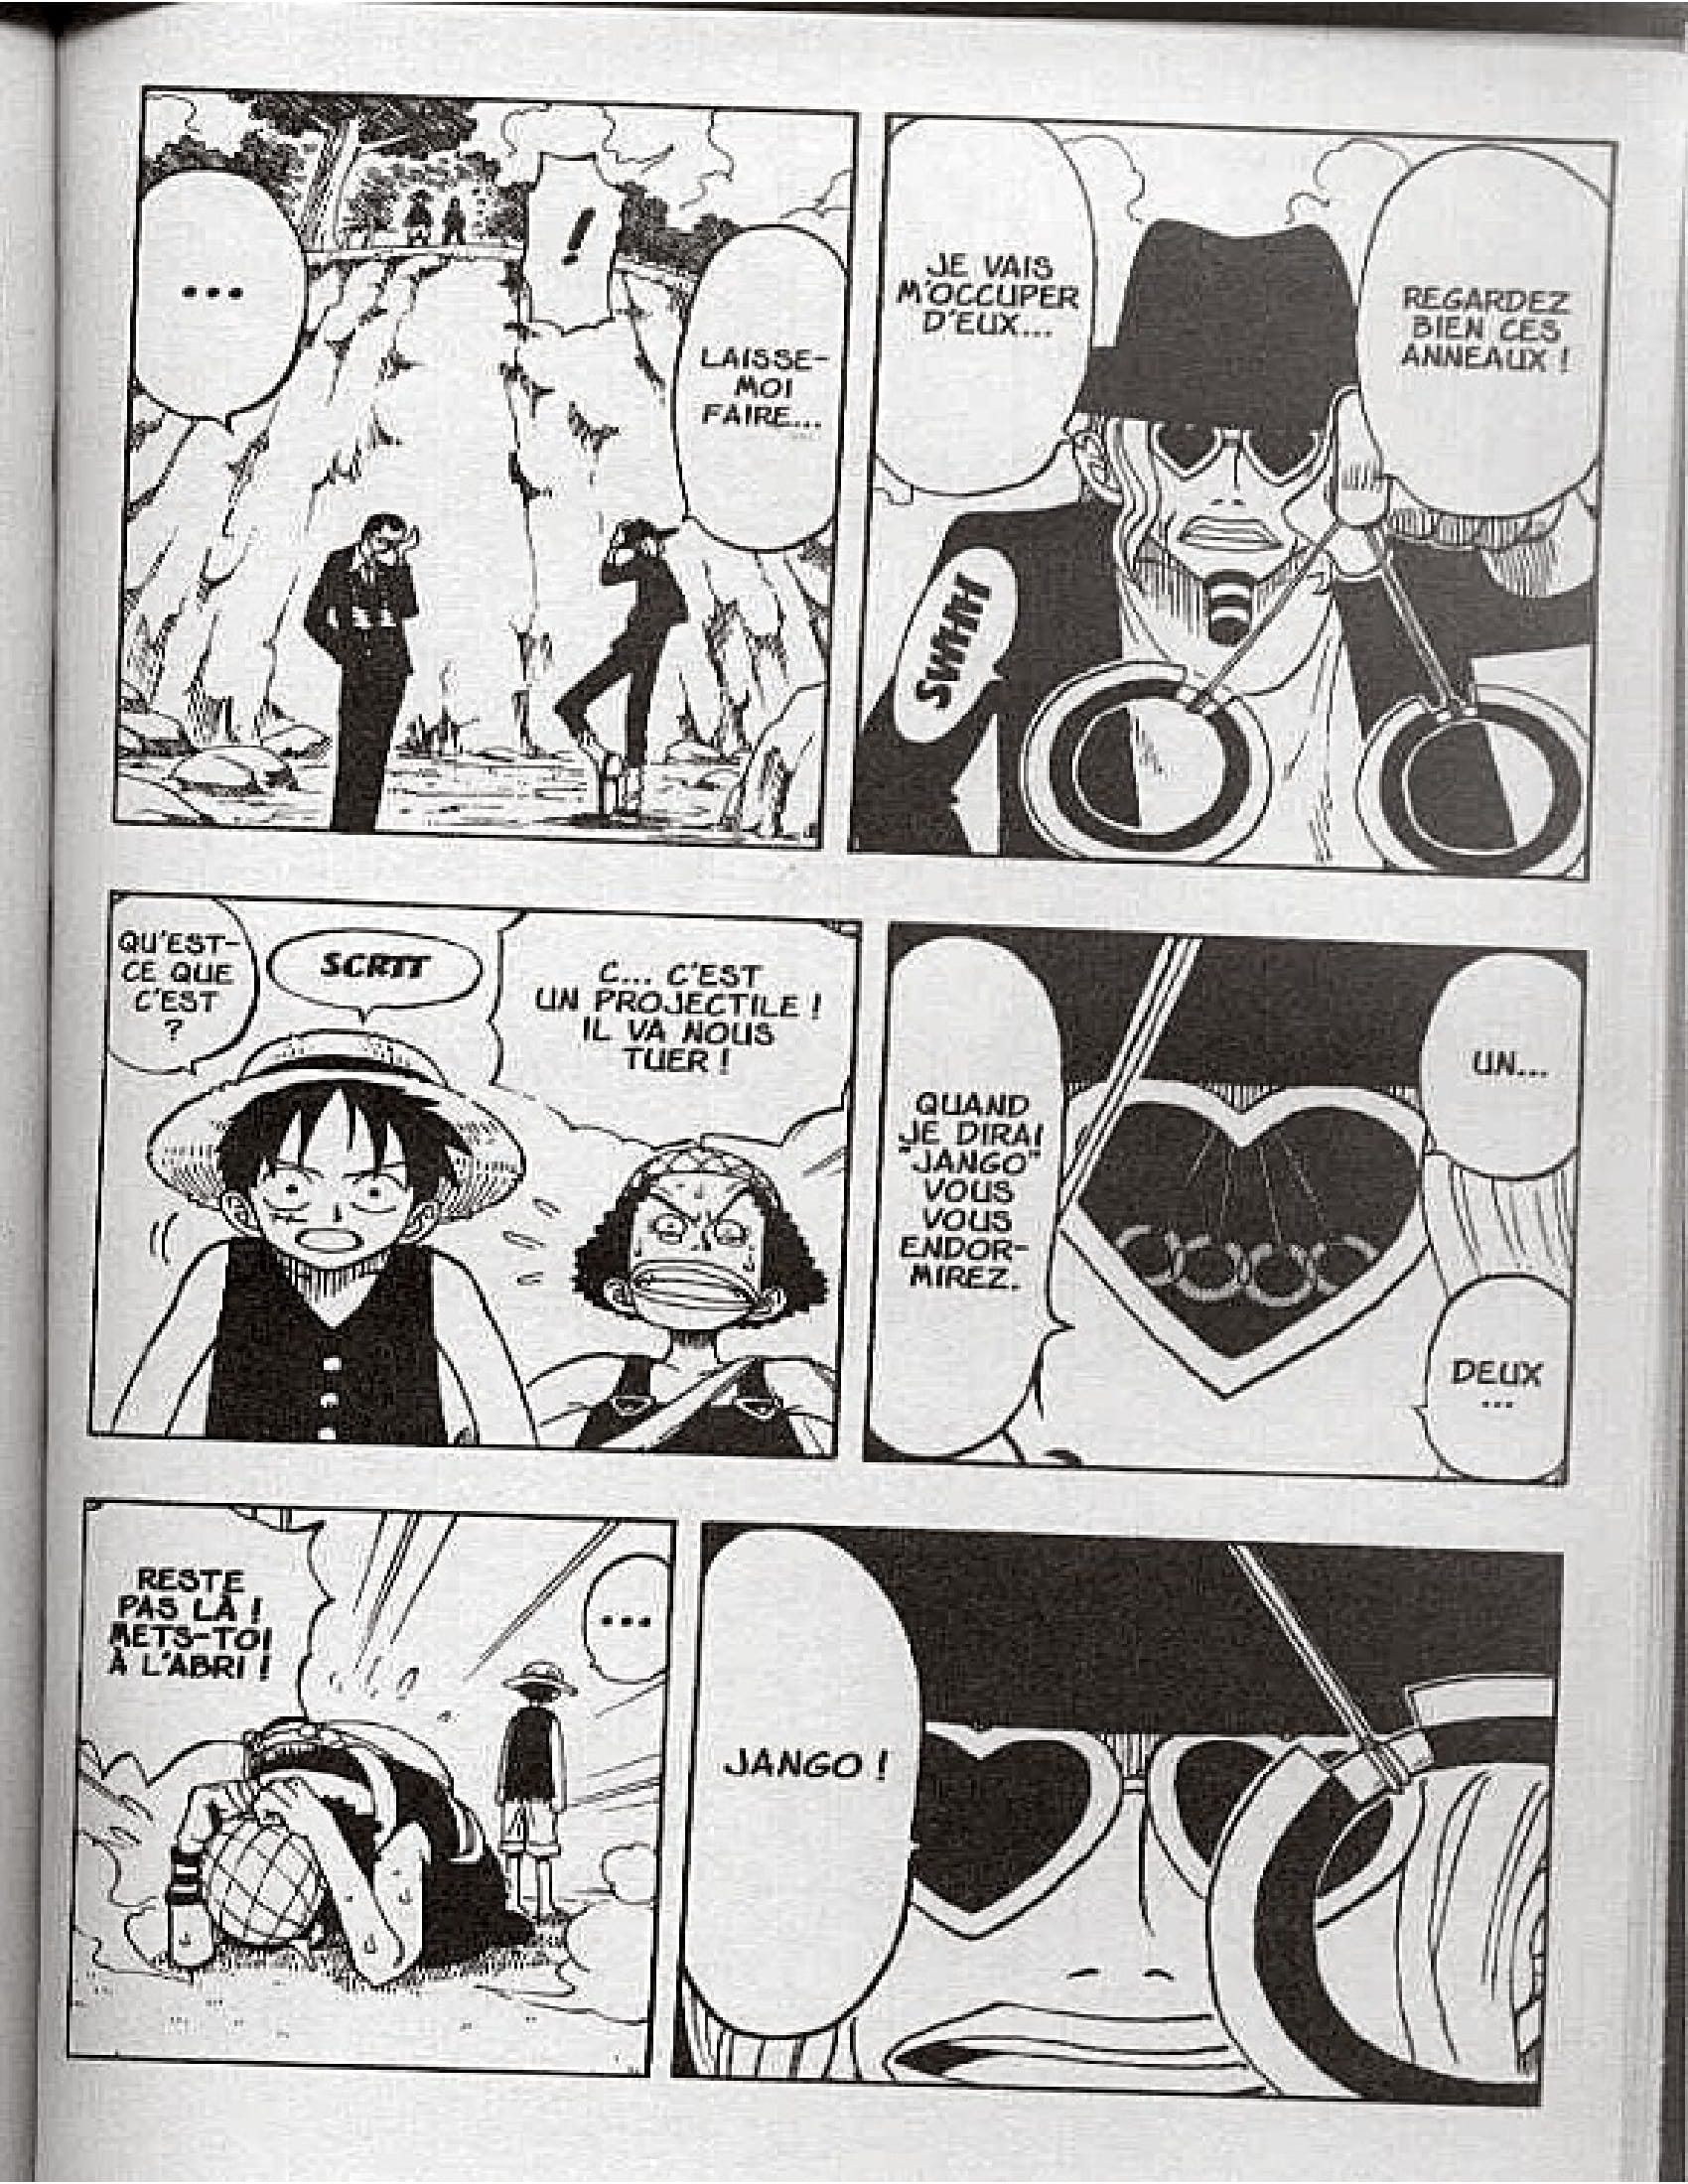 ...
!
LAISSE-
MOI
FAIRE...
JE VAIS
M'OCCUPER
D'EUX...
REGARDEZ
BIEN CES
ANNEAUX !
SWHH
QU'EST-
CE QUE
C'EST
?
SCRTT
C... C'EST
UN PROJECTILE !
IL VA NOUS
TUER !
QUAND
JE DIRAI
"JANGO"
VOUS
VOUS
ENDOR-
MIREZ.
UN...
DEUX
...
RESTE
PAS LÀ !
METS-TOI
À L'ABRI !
...
JANGO !